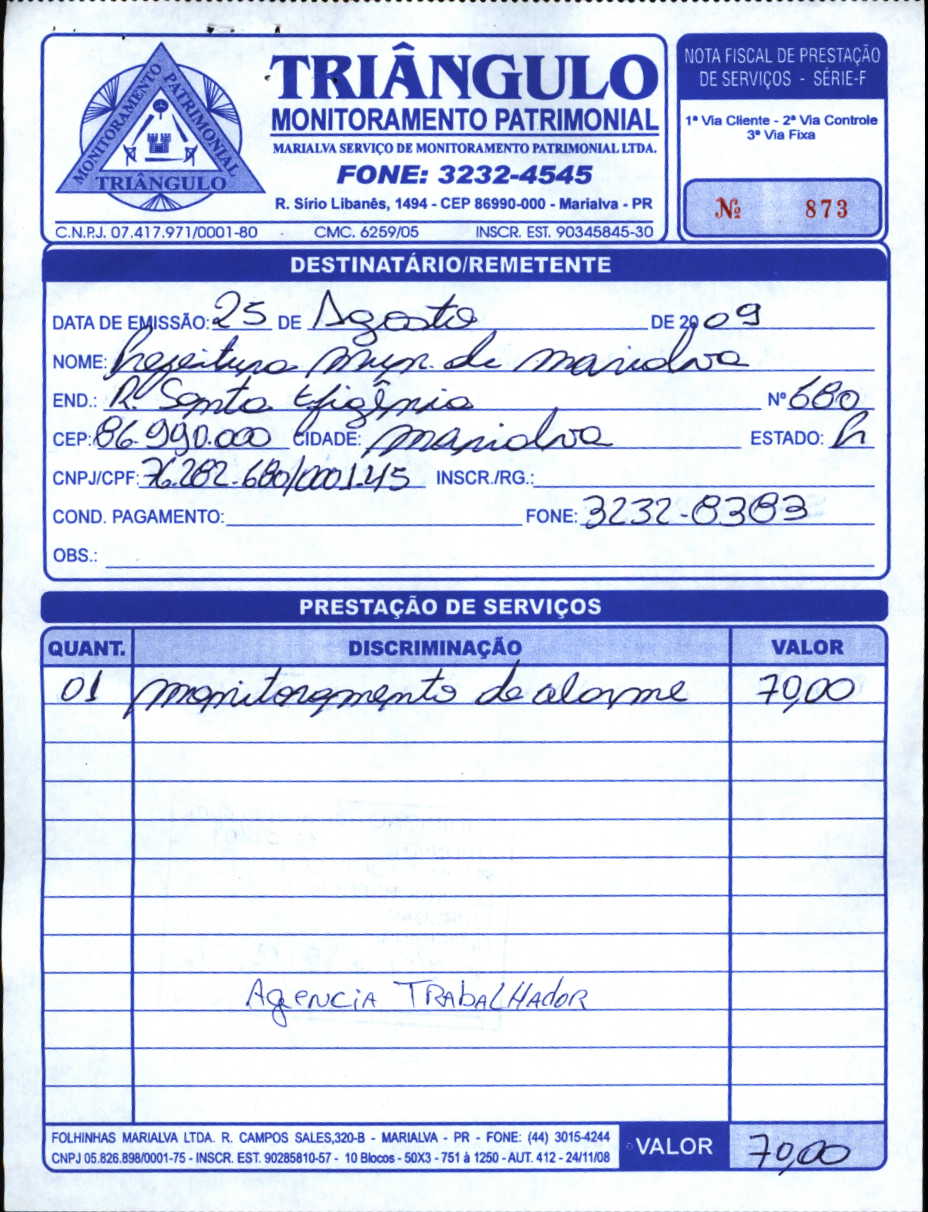 TRIÂNGULO
MONITORAMENTO PATRIMONIAL
MARIALVA SERVIÇO DE MONITORAMENTO PATRIMONIAL LTDA.
FONE: 3232-4545
R. Sírio Libanês, 1494 - CEP 86990-000 - Marialva - PR
MONITORAMENTO PATRIMONIAL
TRIÂNGULO
C.N.P.J. 07.417.971/0001-80 CMC. 6259/05 INSCR. EST. 90345845-30
NOTA FISCAL DE PRESTAÇÃO
DE SERVIÇOS - SÉRIE-F
1ª Via Cliente - 2ª Via Controle
3ª Via Fixa
Nº 873
DESTINATÁRIO/REMETENTE
DATA DE EMISSÃO: 25 DE Agosto DE 2009
NOME: Prefeitura Mun. de Marialva
END.: R. Santa Efigênia Nº 680
CEP: 86.990.000 CIDADE: Marialva ESTADO: Pr
CNPJ/CPF: 76.282.680/0001.45 INSCR./RG.:
COND. PAGAMENTO: FONE: 3232-8383
OBS.:
PRESTAÇÃO DE SERVIÇOS
QUANT. DISCRIMINAÇÃO VALOR
01 monitoramento de alarme 70,00
Agencia Trabalhador
FOLHINHAS MARIALVA LTDA. R. CAMPOS SALES,320-B - MARIALVA - PR - FONE: (44) 3015-4244
CNPJ 05.826.898/0001-75 - INSCR. EST. 90285810-57 - 10 Blocos - 50X3 - 751 à 1250 - AUT. 412 - 24/11/08
VALOR 70,00